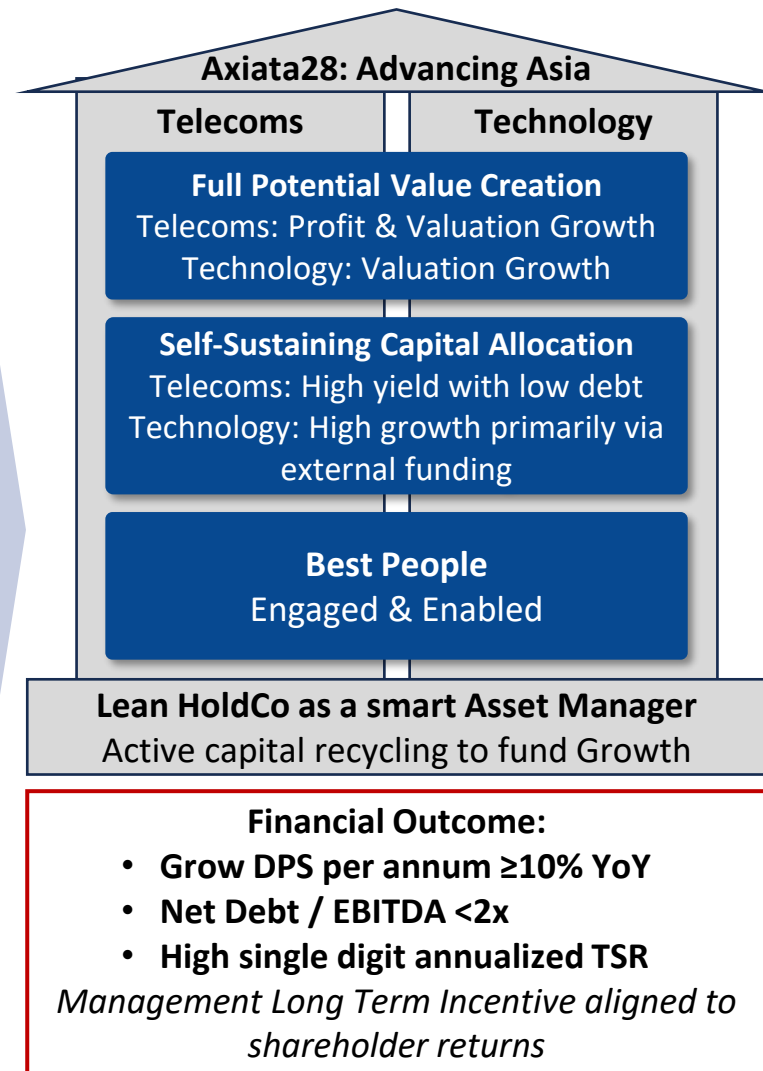 Axiata28: Advancing Asia
Telecoms
Technology
Full Potential Value Creation
Telecoms: Profit & Valuation Growth
Technology: Valuation Growth
Self-Sustaining Capital Allocation
Telecoms: High yield with low debt
Technology: High growth primarily via
external funding
Best People
Engaged & Enabled
Lean HoldCo as a smart Asset Manager
Active capital recycling to fund Growth
Financial Outcome:
• Grow DPS per annum ≥10% YoY
• Net Debt / EBITDA <2x
• High single digit annualized TSR
Management Long Term Incentive aligned to
shareholder returns